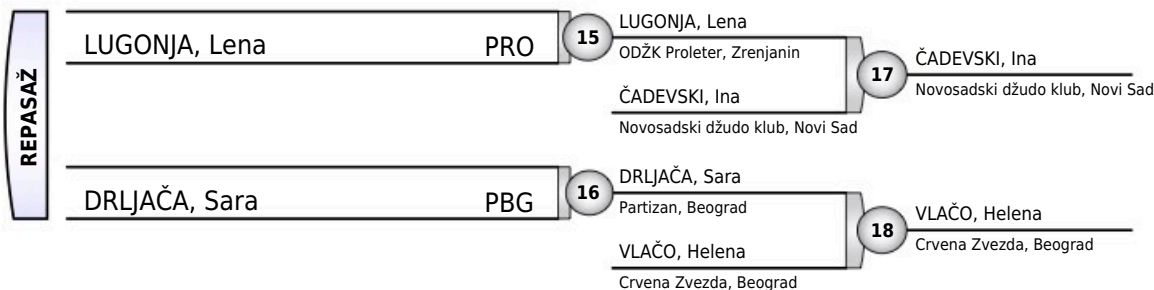 REPASAŽ
LUGONJA, Lena PRO
15
LUGONJA, Lena
ODŽK Proleter, Zrenjanin
ČADEVSKI, Ina
Novosadski džudo klub, Novi Sad
17
ČADEVSKI, Ina
Novosadski džudo klub, Novi Sad
DRLJAČA, Sara PBG
16
DRLJAČA, Sara
Partizan, Beograd
VLAČO, Helena
Crvena Zvezda, Beograd
18
VLAČO, Helena
Crvena Zvezda, Beograd